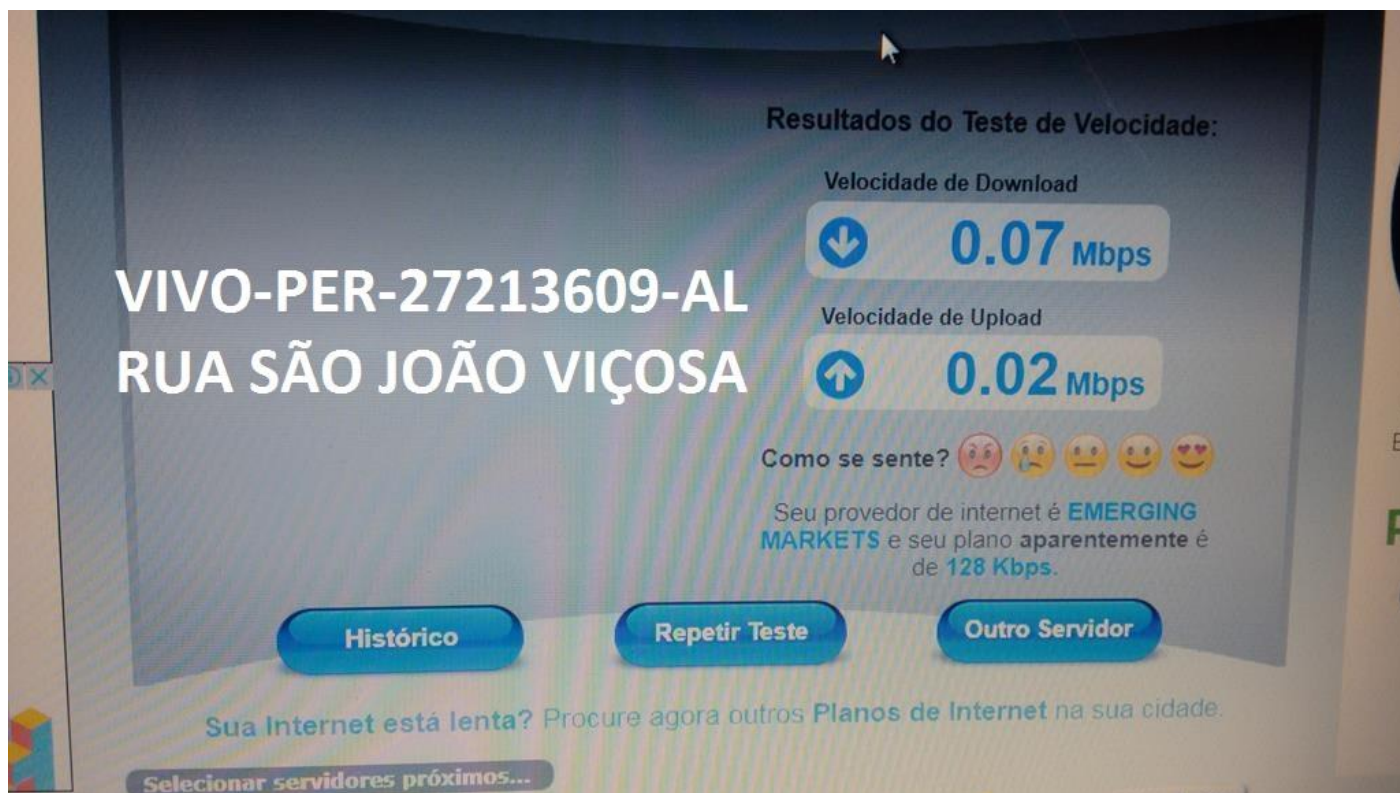 Resultados do Teste de Velocidade:
Velocidade de Download
0.07 Mbps
VIVO-PER-27213609-AL
RUA SÃO JOÃO VIÇOSA
Velocidade de Upload
0.02 Mbps
Como se sente?
Seu provedor de internet é EMERGING
MARKETS e seu plano aparentemente é
de 128 Kbps.
Histórico
Repetir Teste
Outro Servidor
Sua Internet está lenta? Procure agora outros Planos de Internet na sua cidade.
Selecionar servidores próximos...